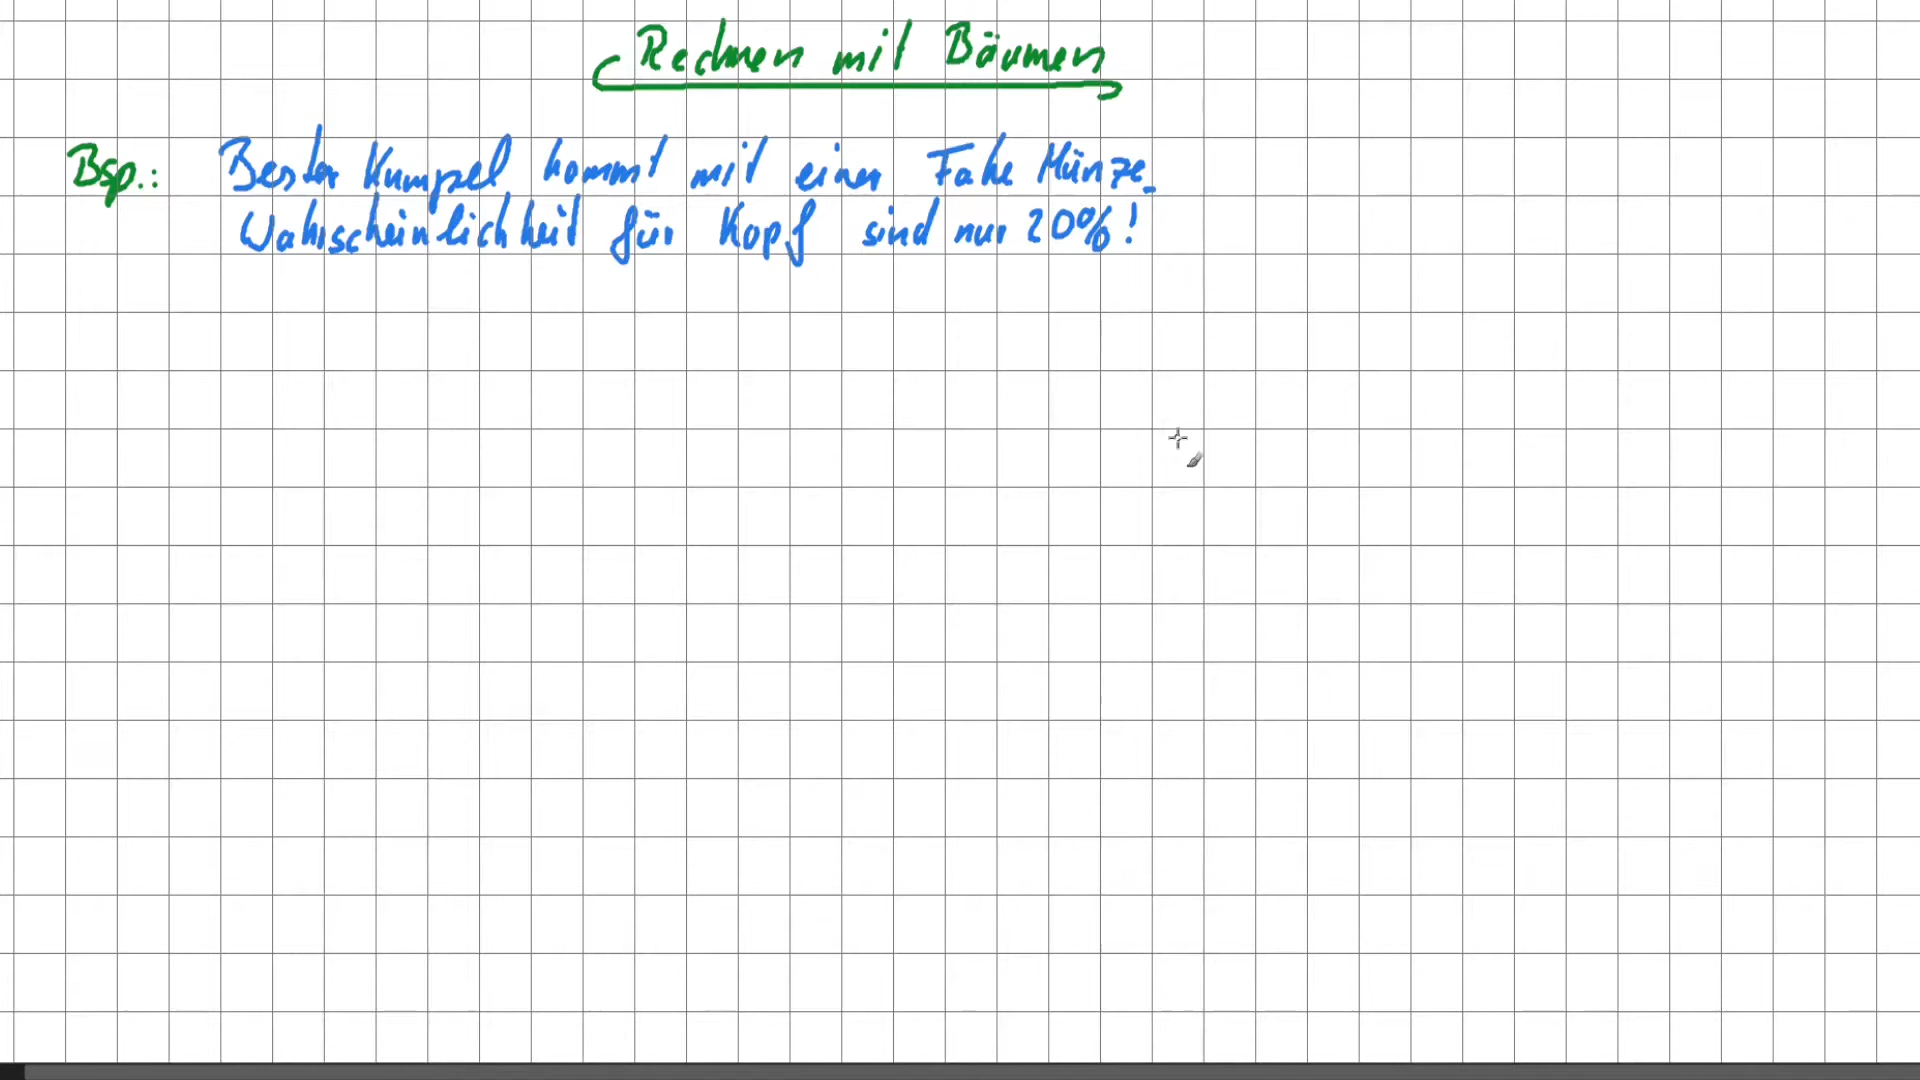 Rechnen mit Bäumen
Bsp.: Bester Kumpel kommt mit einer Fake Münze.
Wahrscheinlichkeit für Kopf sind nur 20%!